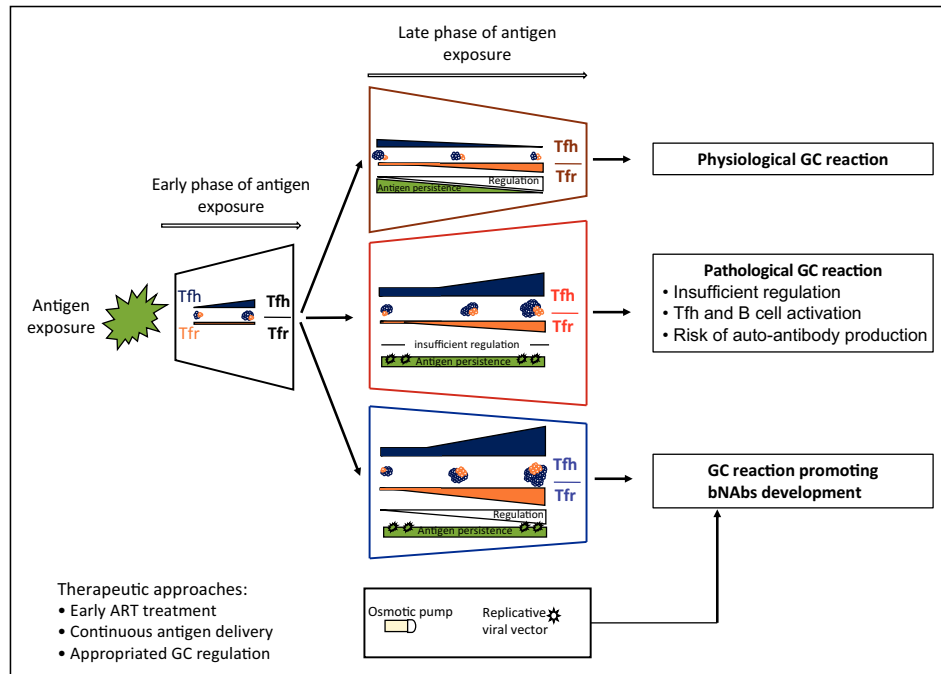 Late phase of antigen
exposure
Tfh
Tfr
Regulation
Antigen persistence
Physiological GC reaction
Early phase of antigen
exposure
Antigen
exposure
Tfh
Tfr
Tfh
Tfr
Tfh
Tfr
insufficient regulation
Antigen persistence
Pathological GC reaction
• Insufficient regulation
• Tfh and B cell activation
• Risk of auto-antibody production
Tfh
Tfr
Regulation
Antigen persistence
GC reaction promoting
bNAbs development
Therapeutic approaches:
• Early ART treatment
• Continuous antigen delivery
• Appropriated GC regulation
Osmotic pump
Replicative
viral vector